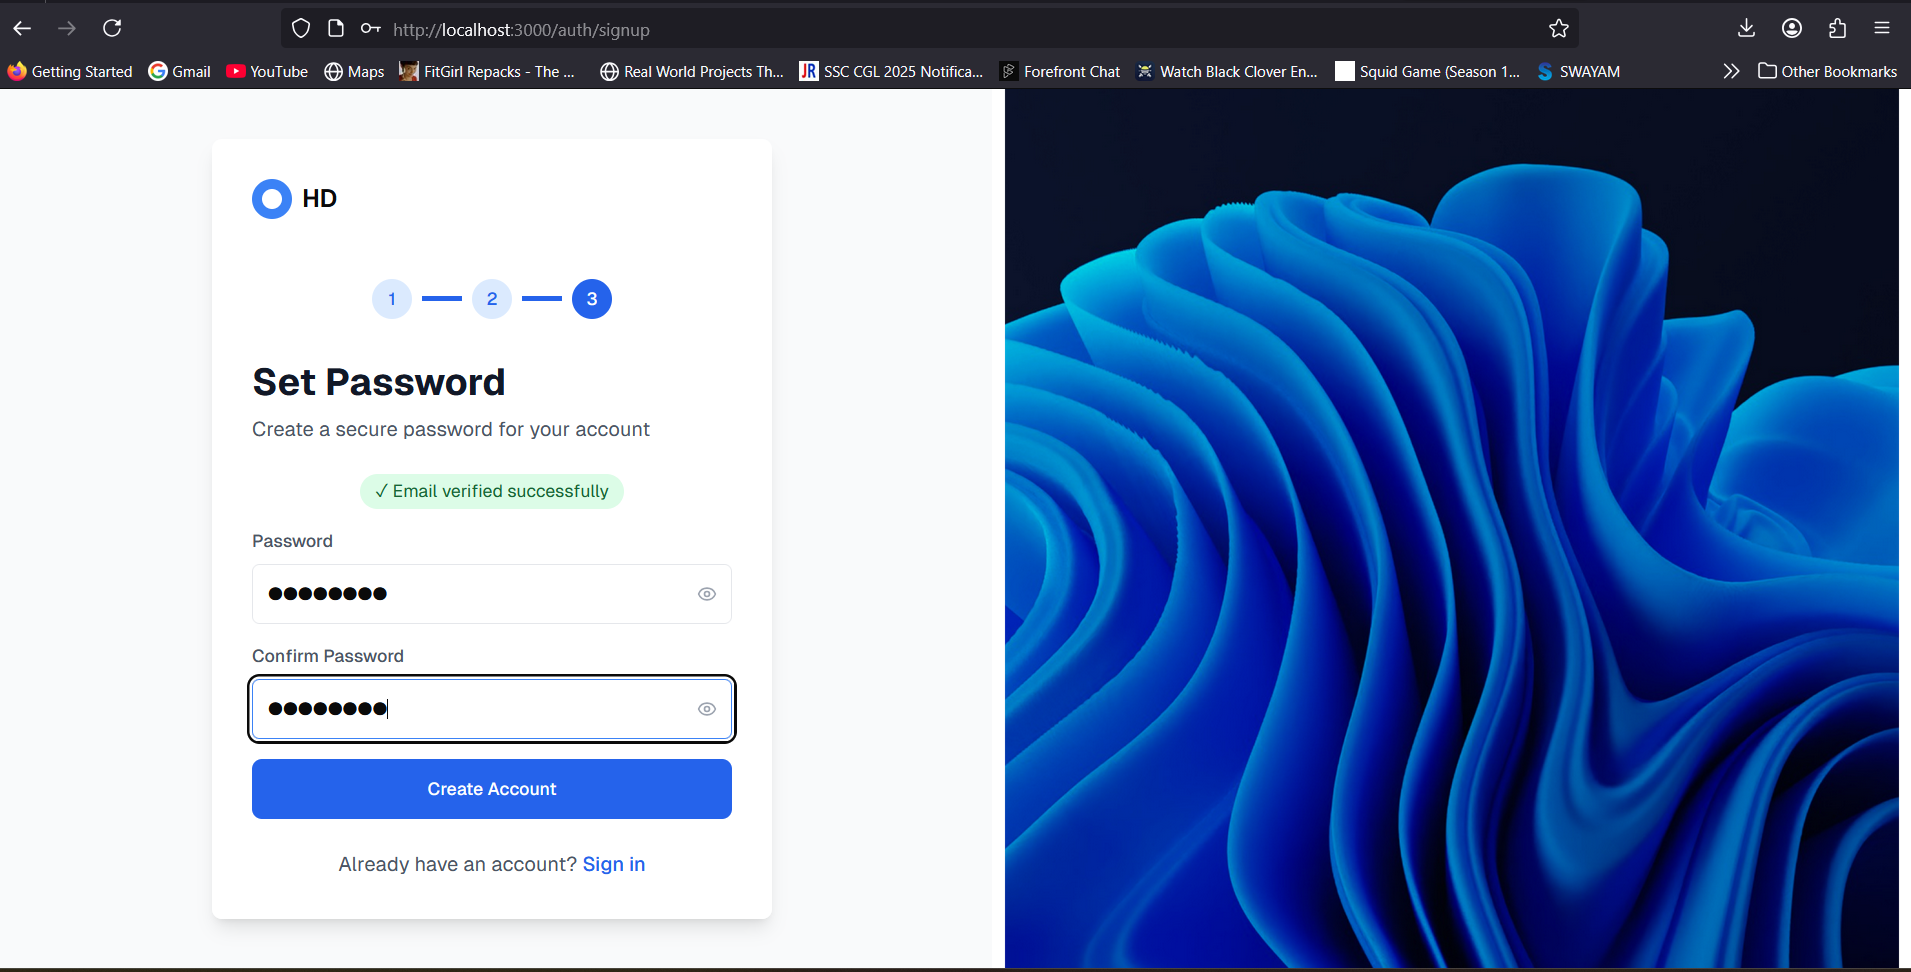 http://localhost:3000/auth/signup
Getting Started
Gmail
YouTube
Maps
FitGirl Repacks - The ...
Real World Projects Th...
JR SSC CGL 2025 Notifica...
Forefront Chat
Watch Black Clover En...
Squid Game (Season 1...
SWAYAM
Other Bookmarks
HD
1
2
3
Set Password
Create a secure password for your account
✓ Email verified successfully
Password
●●●●●●●●
Confirm Password
●●●●●●●●
Create Account
Already have an account? Sign in